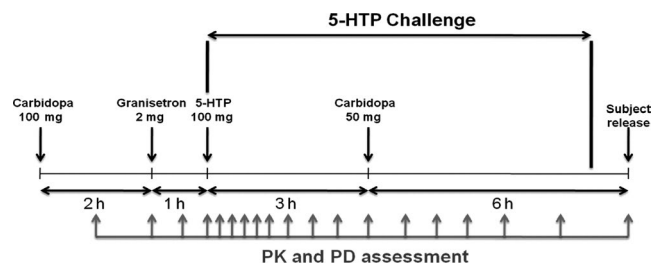 5-HTP Challenge
Carbidopa
100 mg
Granisetron
2 mg
5-HTP
100 mg
Carbidopa
50 mg
Subject
release
2 h
1 h
3 h
6 h
PK and PD assessment